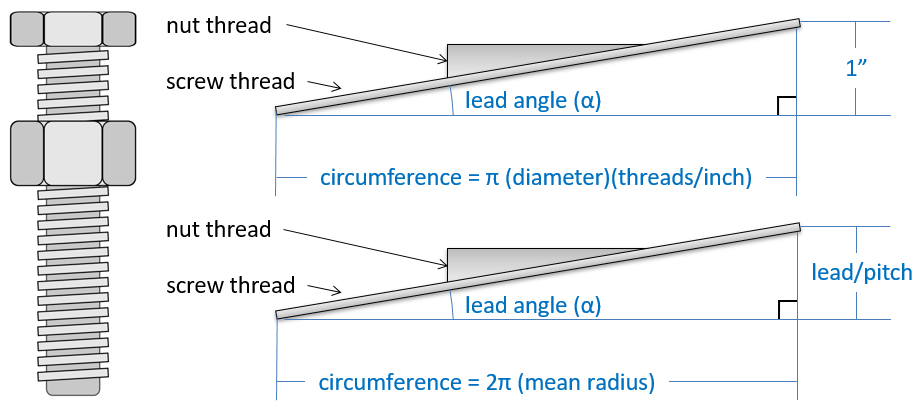 nut thread
screw thread
lead angle (α)
1”
circumference = π (diameter)(threads/inch)
nut thread
screw thread
lead angle (α)
lead/pitch
circumference = 2π (mean radius)